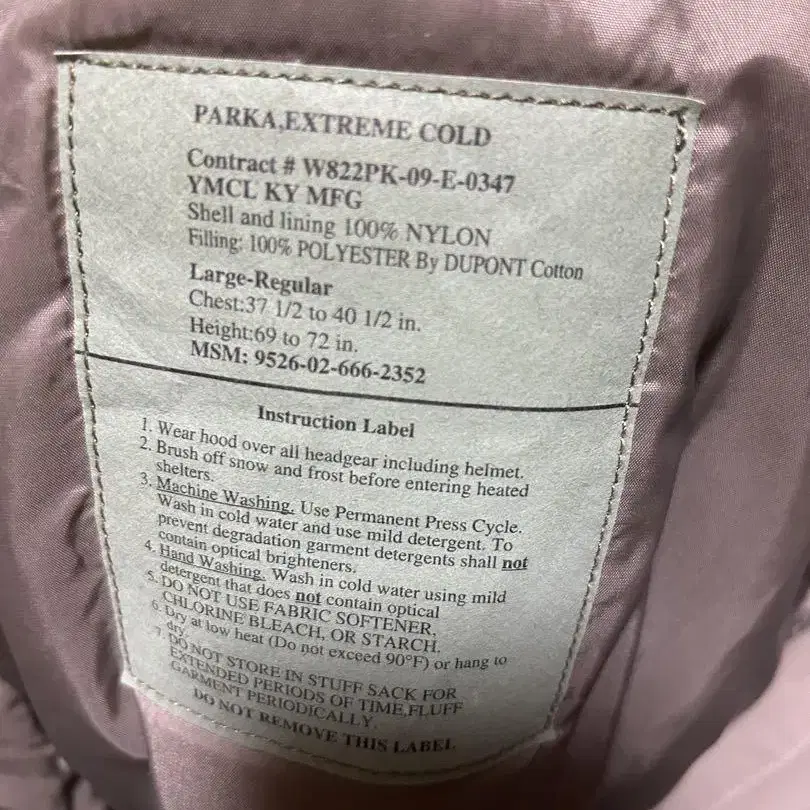 PARKA,EXTREME COLD
Contract # W822PK-09-E-0347
YMCL KY MFG
Shell and lining 100% NYLON
Filling: 100% POLYESTER By DUPONT Cotton
Large-Regular
Chest:37 1/2 to 40 1/2 in.
Height:69 to 72 in.
MSM: 9526-02-666-2352
Instruction Label
1. Wear hood over all headgear including helmet.
2. Brush off snow and frost before entering heated
shelters.
3. Machine Washing. Use Permanent Press Cycle.
Wash in cold water and use mild detergent. To
prevent degradation garment detergents shall not
contain optical brighteners.
4. Hand Washing. Wash in cold water using mild
detergent that does not contain optical
5. DO NOT USE FABRIC SOFTENER,
CHLORINE BLEACH, OR STARCH.
6. Dry at low heat (Do not exceed 90°F) or hang to
dry.
7. DO NOT STORE IN STUFF SACK FOR
EXTENDED PERIODS OF TIME,FLUFF
GARMENT PERIODICALLY.
DO NOT REMOVE THIS LABEL